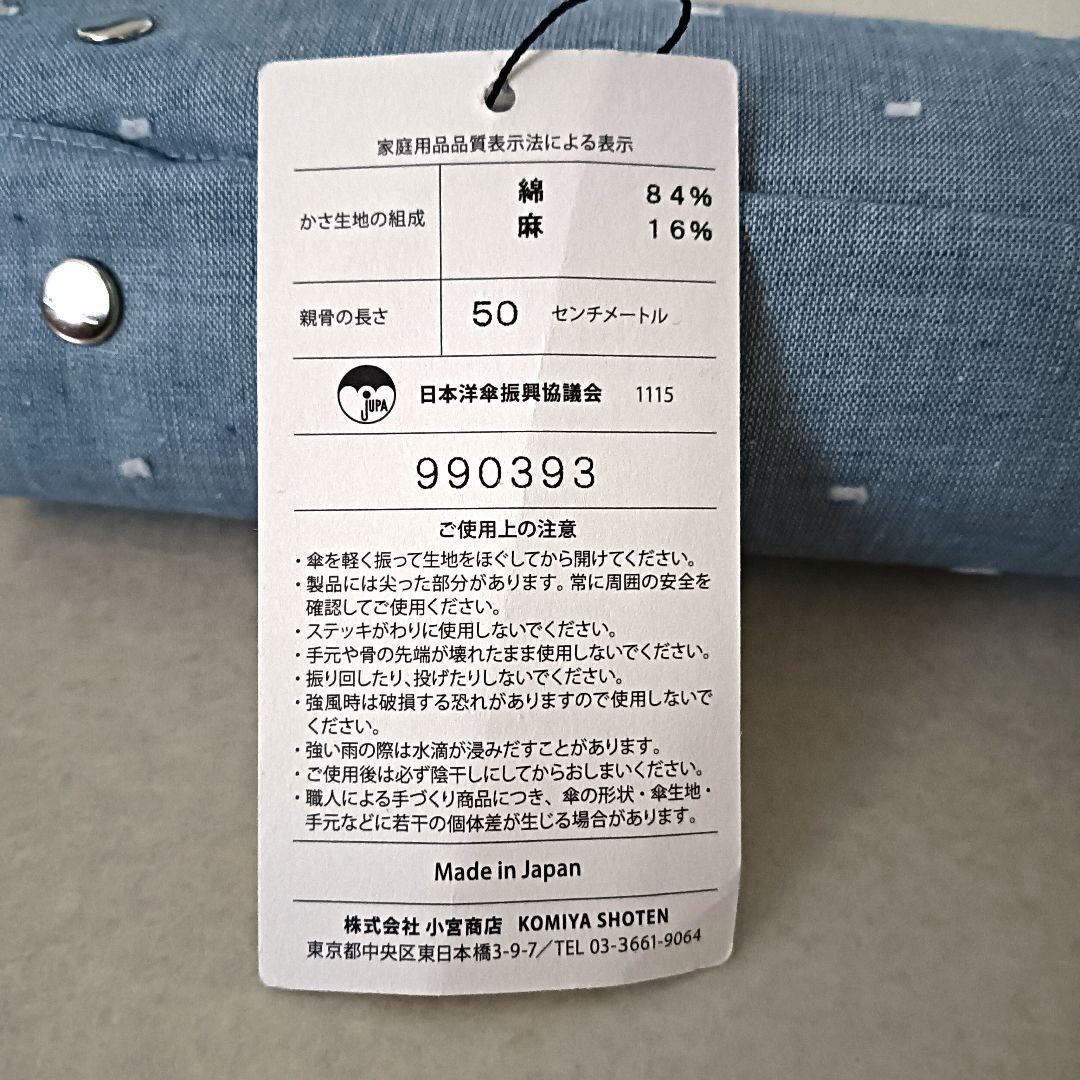 家庭用品品質表示法による表示
かさ生地の組成
綿 84%
麻 16%
親骨の長さ 50 センチメートル
JUPA 日本洋傘振興協議会 1115
990393
ご使用上の注意
・傘を軽く振って生地をほぐしてから開けてください。
・製品には尖った部分があります。常に周囲の安全を
確認してご使用ください。
・ステッキがわりに使用しないでください。
・手元や骨の先端が壊れたまま使用しないでください。
・振り回したり、投げたりしないでください。
・強風時は破損する恐れがありますので使用しないで
ください。
・強い雨の際は水滴が浸みだすことがあります。
・ご使用後は必ず陰干しにしてからおしまいください。
・職人による手づくり商品につき、傘の形状・傘生地・
手元などに若干の個体差が生じる場合があります。
Made in Japan
株式会社 小宮商店 KOMIYA SHOTEN
東京都中央区東日本橋3-9-7／TEL 03-3661-9064